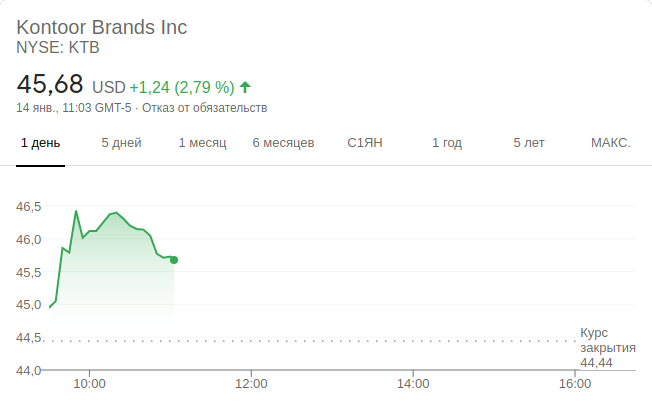 Kontoor Brands Inc
NYSE: KTB
45,68 USD +1,24 (2,79 %)
14 янв., 11:03 GMT-5 · Отказ от обязательств
1 день 5 дней 1 месяц 6 месяцев С1ЯН 1 год 5 лет МАКС.
46,5
46,0
45,5
45,0
44,5
44,0
Курс
закрытия
44,44
10:00 12:00 14:00 16:00